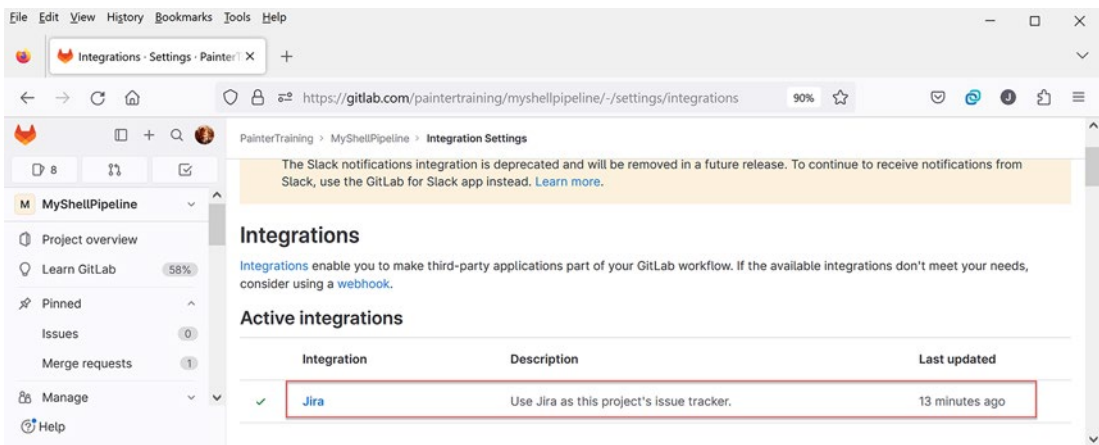 File Edit View History Bookmarks Tools Help
Integrations · Settings · Painter
https://gitlab.com/paintertraining/myshellpipeline/-/settings/integrations
90%
J
PainterTraining > MyShellPipeline > Integration Settings
8
The Slack notifications integration is deprecated and will be removed in a future release. To continue to receive notifications from
Slack, use the GitLab for Slack app instead. Learn more.
M MyShellPipeline
Project overview
Learn GitLab 58%
Pinned
Issues 0
Merge requests 1
Manage
Help
Integrations
Integrations enable you to make third-party applications part of your GitLab workflow. If the available integrations don't meet your needs,
consider using a webhook.
Active integrations
Integration Description Last updated
Jira Use Jira as this project's issue tracker. 13 minutes ago